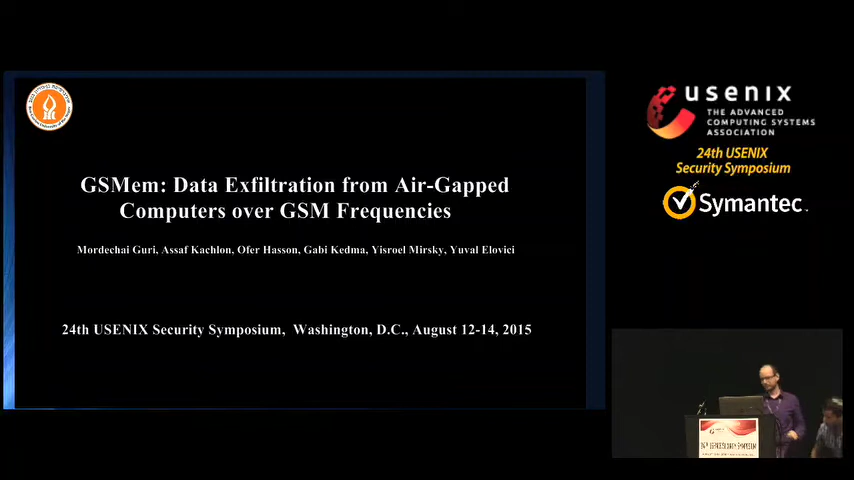 GSMem: Data Exfiltration from Air-Gapped
Computers over GSM Frequencies
Mordechai Guri, Assaf Kachlon, Ofer Hasson, Gabi Kedma, Yisroel Mirsky, Yuval Elovici
24th USENIX Security Symposium, Washington, D.C., August 12-14, 2015
usenix
THE ADVANCED
COMPUTING SYSTEMS
ASSOCIATION
24th USENIX
Security Symposium
Symantec.